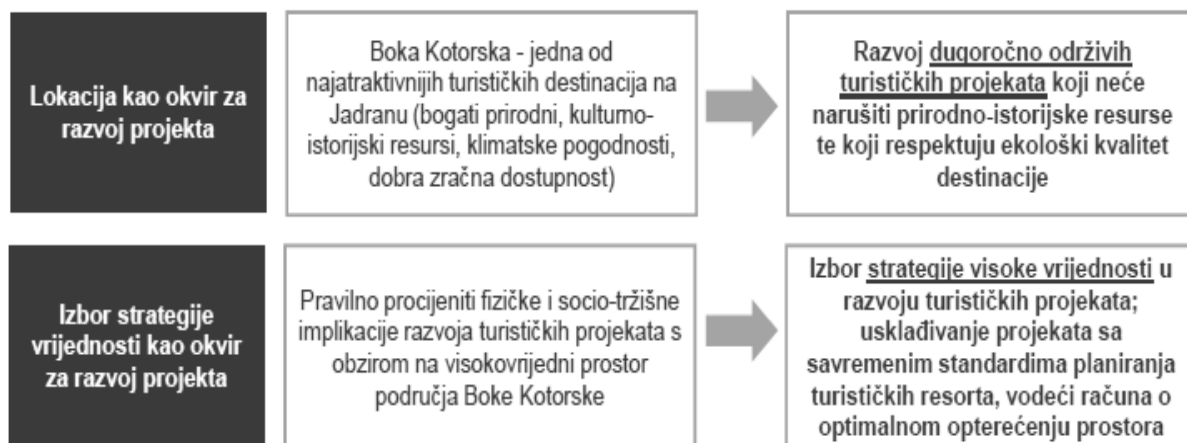 Lokacija kao okvir za
razvoj projekta
Boka Kotorska - jedna od
najatraktivnijih turističkih destinacija na
Jadranu (bogati prirodni, kulturno-
istorijski resursi, klimatske pogodnosti,
dobra zračna dostupnost)
Razvoj dugoročno održivih
turističkih projekata koji neće
narušiti prirodno-istorijske resurse
te koji respektuju ekološki kvalitet
destinacije
Izbor strategije
vrijednosti kao okvir
za razvoj projekta
Pravilno procijeniti fizičke i socio-tržišne
implikacije razvoja turističkih projekata s
obzirom na visokovrijedni prostor
područja Boke Kotorske
Izbor strategije visoke vrijednosti u
razvoju turističkih projekata;
usklađivanje projekata sa
savremenim standardima planiranja
turističkih resorta, vodeći računa o
optimalnom opterećenju prostora